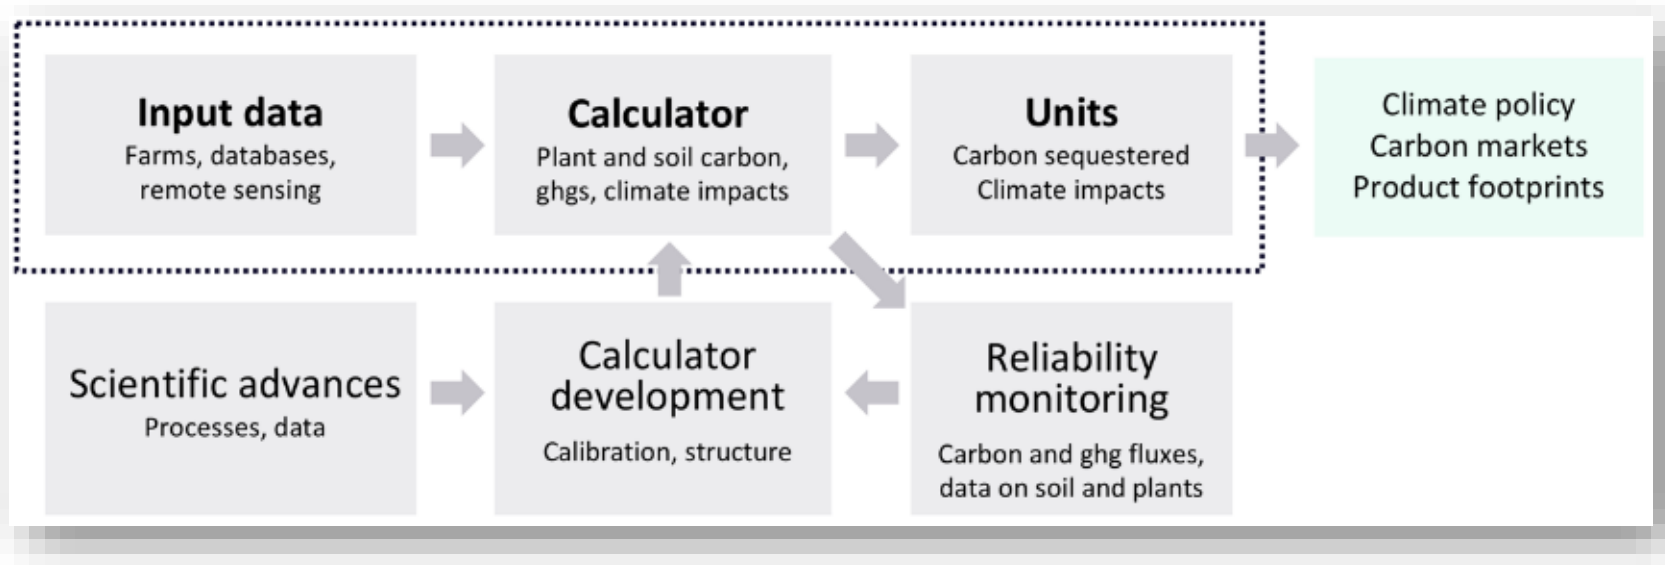 Input data
Farms, databases,
remote sensing
Calculator
Plant and soil carbon,
ghgs, climate impacts
Units
Carbon sequestered
Climate impacts
Climate policy
Carbon markets
Product footprints
Scientific advances
Processes, data
Calculator
development
Calibration, structure
Reliability
monitoring
Carbon and ghg fluxes,
data on soil and plants